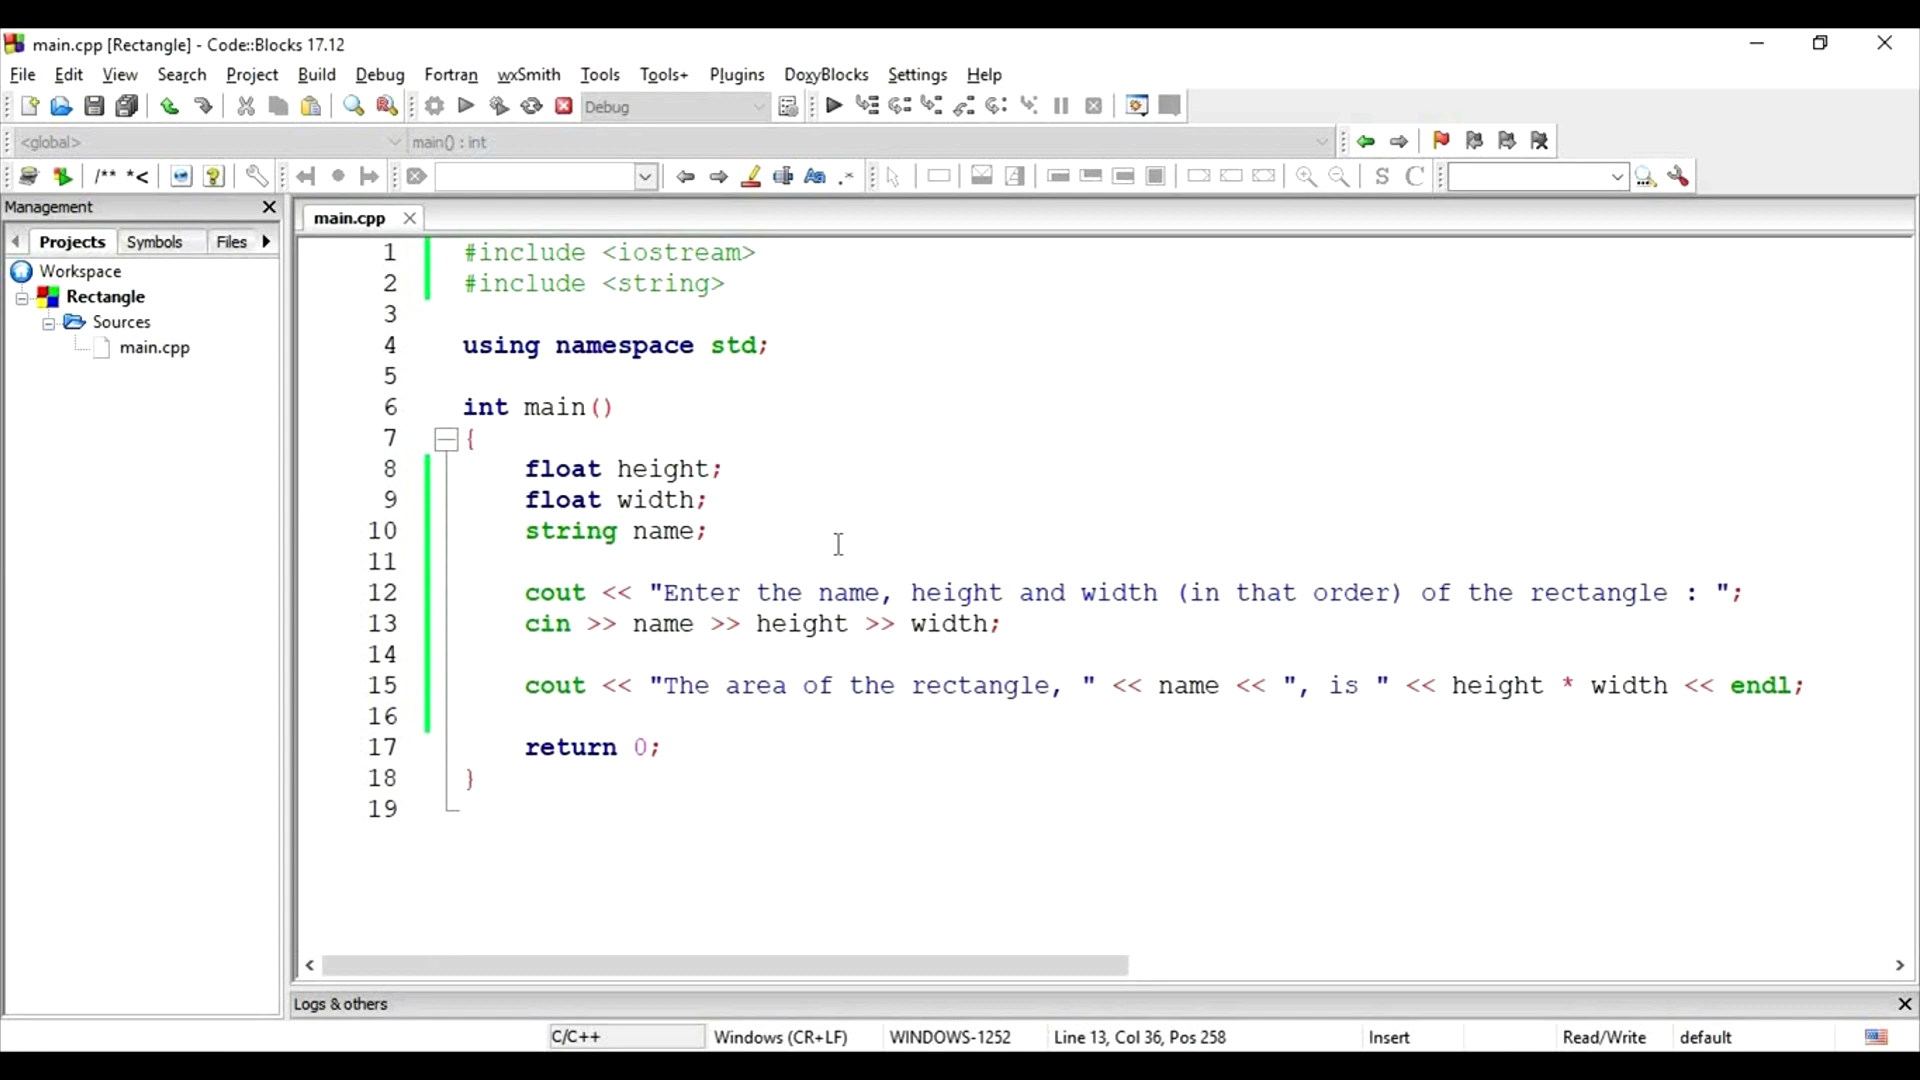 main.cpp [Rectangle] - Code::Blocks 17.12
File Edit View Search Project Build Debug Fortran wxSmith Tools Tools+ Plugins DoxyBlocks Settings Help
Debug
<global> main() : int
/** *<
Aa .* S C
Management
Projects Symbols Files
Workspace
Rectangle
Sources
main.cpp
main.cpp
1 #include <iostream>
2 #include <string>
3
4 using namespace std;
5
6 int main()
7 {
8 float height;
9 float width;
10 string name;
11
12 cout << "Enter the name, height and width (in that order) of the rectangle : ";
13 cin >> name >> height >> width;
14
15 cout << "The area of the rectangle, " << name << ", is " << height * width << endl;
16
17 return 0;
18 }
19
Logs & others
C/C++ Windows (CR+LF) WINDOWS-1252 Line 13, Col 36, Pos 258 Insert Read/Write default